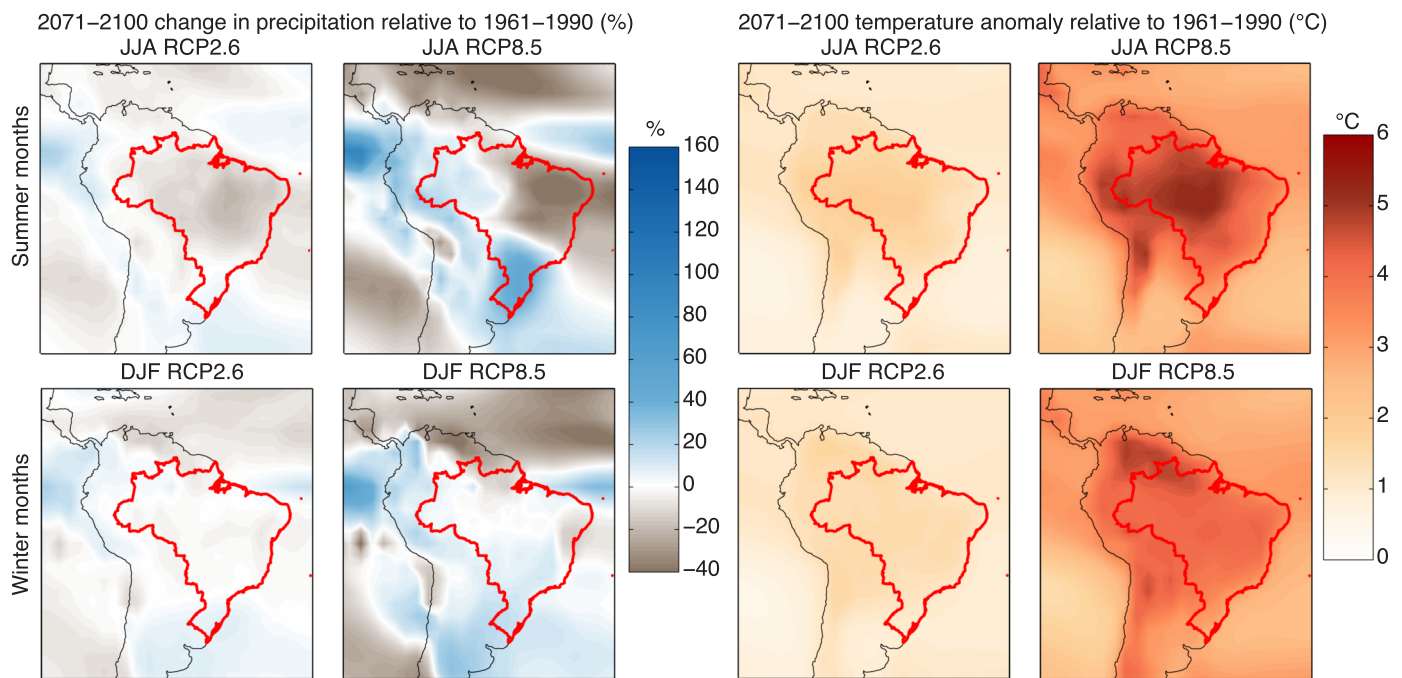 2071–2100 change in precipitation relative to 1961–1990 (%)
JJA RCP2.6
JJA RCP8.5
Summer months
DJF RCP2.6
DJF RCP8.5
Winter months
%
160
140
120
100
80
60
40
20
0
−20
−40
2071–2100 temperature anomaly relative to 1961–1990 (°C)
JJA RCP2.6
JJA RCP8.5
DJF RCP2.6
DJF RCP8.5
°C
6
5
4
3
2
1
0